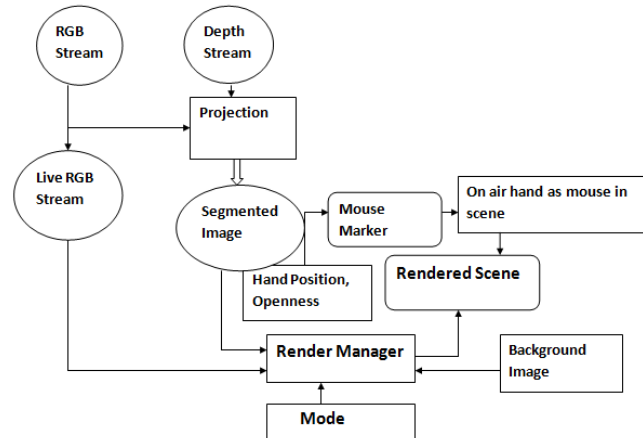 RGB
Stream
Depth
Stream
Projection
Live RGB
Stream
Segmented
Image
Mouse
Marker
On air hand as mouse in
scene
Hand Position,
Openness
Rendered Scene
Render Manager
Background
Image
Mode